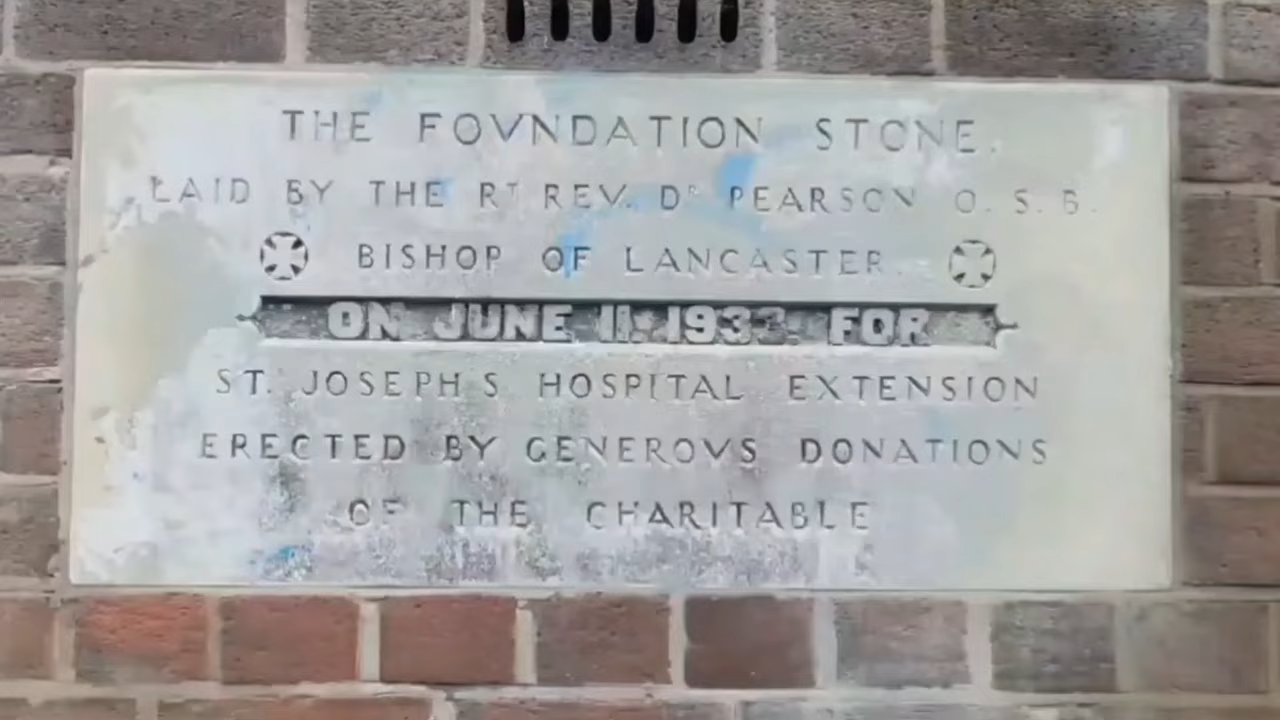 THE FOVNDATION STONE.
LAID BY THE RT REV. DR PEARSON O. S. B.
BISHOP OF LANCASTER.
ON JUNE 11. 1933. FOR
ST. JOSEPH S HOSPITAL EXTENSION
ERECTED BY GENEROVS DONATIONS
OF THE CHARITABLE